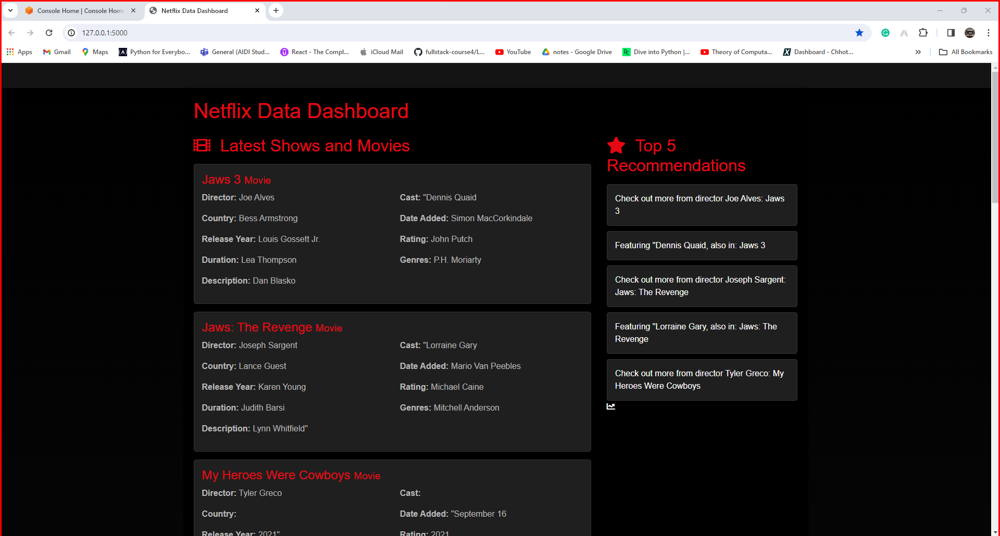 Console Home | Console Home
Netflix Data Dashboard
127.0.0.1:5000
Apps
Gmail
Maps
Python for Everybo...
General (AIDI Stud...
React - The Compl...
iCloud Mail
fullstack-course4/L...
YouTube
notes - Google Drive
Dive into Python |...
Theory of Computa...
Dashboard - Chhot...
All Bookmarks
Netflix Data Dashboard
Latest Shows and Movies
Jaws 3 Movie
Director: Joe Alves
Cast: "Dennis Quaid
Country: Bess Armstrong
Date Added: Simon MacCorkindale
Release Year: Louis Gossett Jr.
Rating: John Putch
Duration: Lea Thompson
Genres: P.H. Moriarty
Description: Dan Blasko
Jaws: The Revenge Movie
Director: Joseph Sargent
Cast: "Lorraine Gary
Country: Lance Guest
Date Added: Mario Van Peebles
Release Year: Karen Young
Rating: Michael Caine
Duration: Judith Barsi
Genres: Mitchell Anderson
Description: Lynn Whitfield"
My Heroes Were Cowboys Movie
Director: Tyler Greco
Cast:
Country:
Date Added: "September 16
Release Year: 2021"
Rating: 2021
Top 5
Recommendations
Check out more from director Joe Alves: Jaws
3
Featuring "Dennis Quaid, also in: Jaws 3
Check out more from director Joseph Sargent:
Jaws: The Revenge
Featuring "Lorraine Gary, also in: Jaws: The
Revenge
Check out more from director Tyler Greco: My
Heroes Were Cowboys